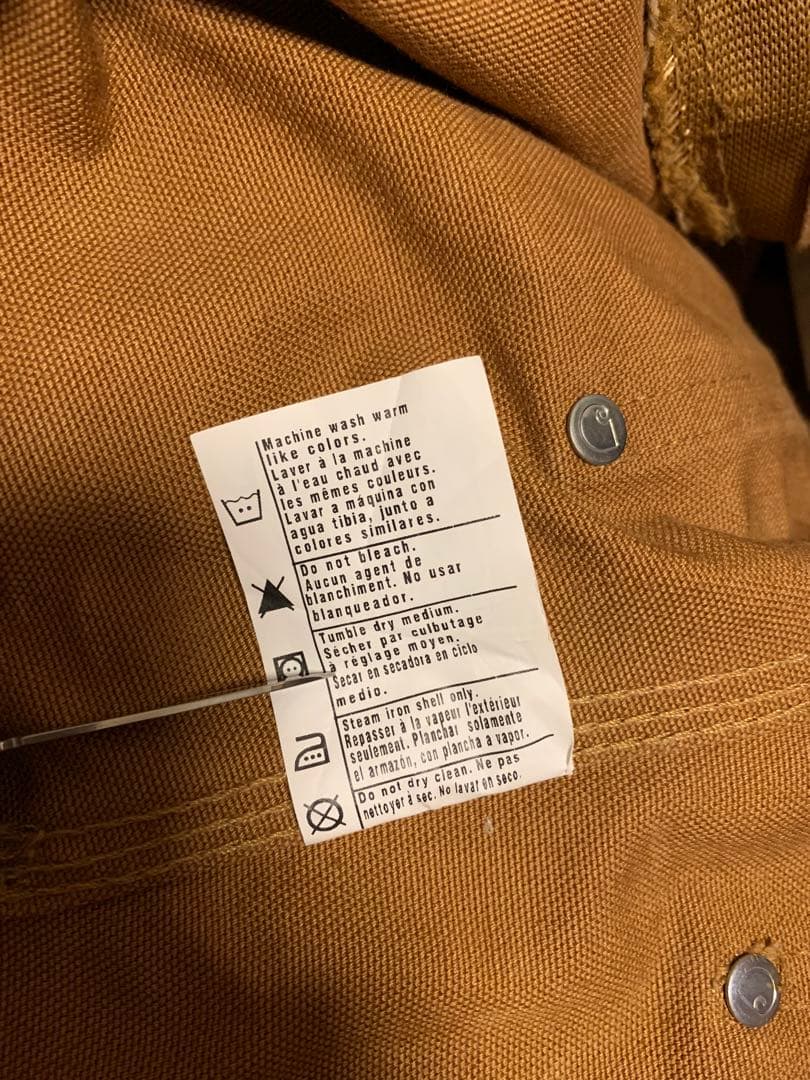 Machine wash warm
like colors.
Laver à la machine
à l'eau chaud avec
les mêmes couleurs.
Lavar a máquina con
agua tibia, junto a
colores similares.
Do not bleach.
Aucun agent de
blanchiment. No usar
blanqueador.
Tumble dry medium.
Sécher par culbutage
à réglage moyen.
Secar en secadora en ciclo
medio.
Steam iron shell only.
Repasser à la vapeur l'extérieur
seulement. Planchar solamente
el armazón, con plancha a vapor.
Do not dry clean. Ne pas
nettoyer à sec. No lavar en seco.